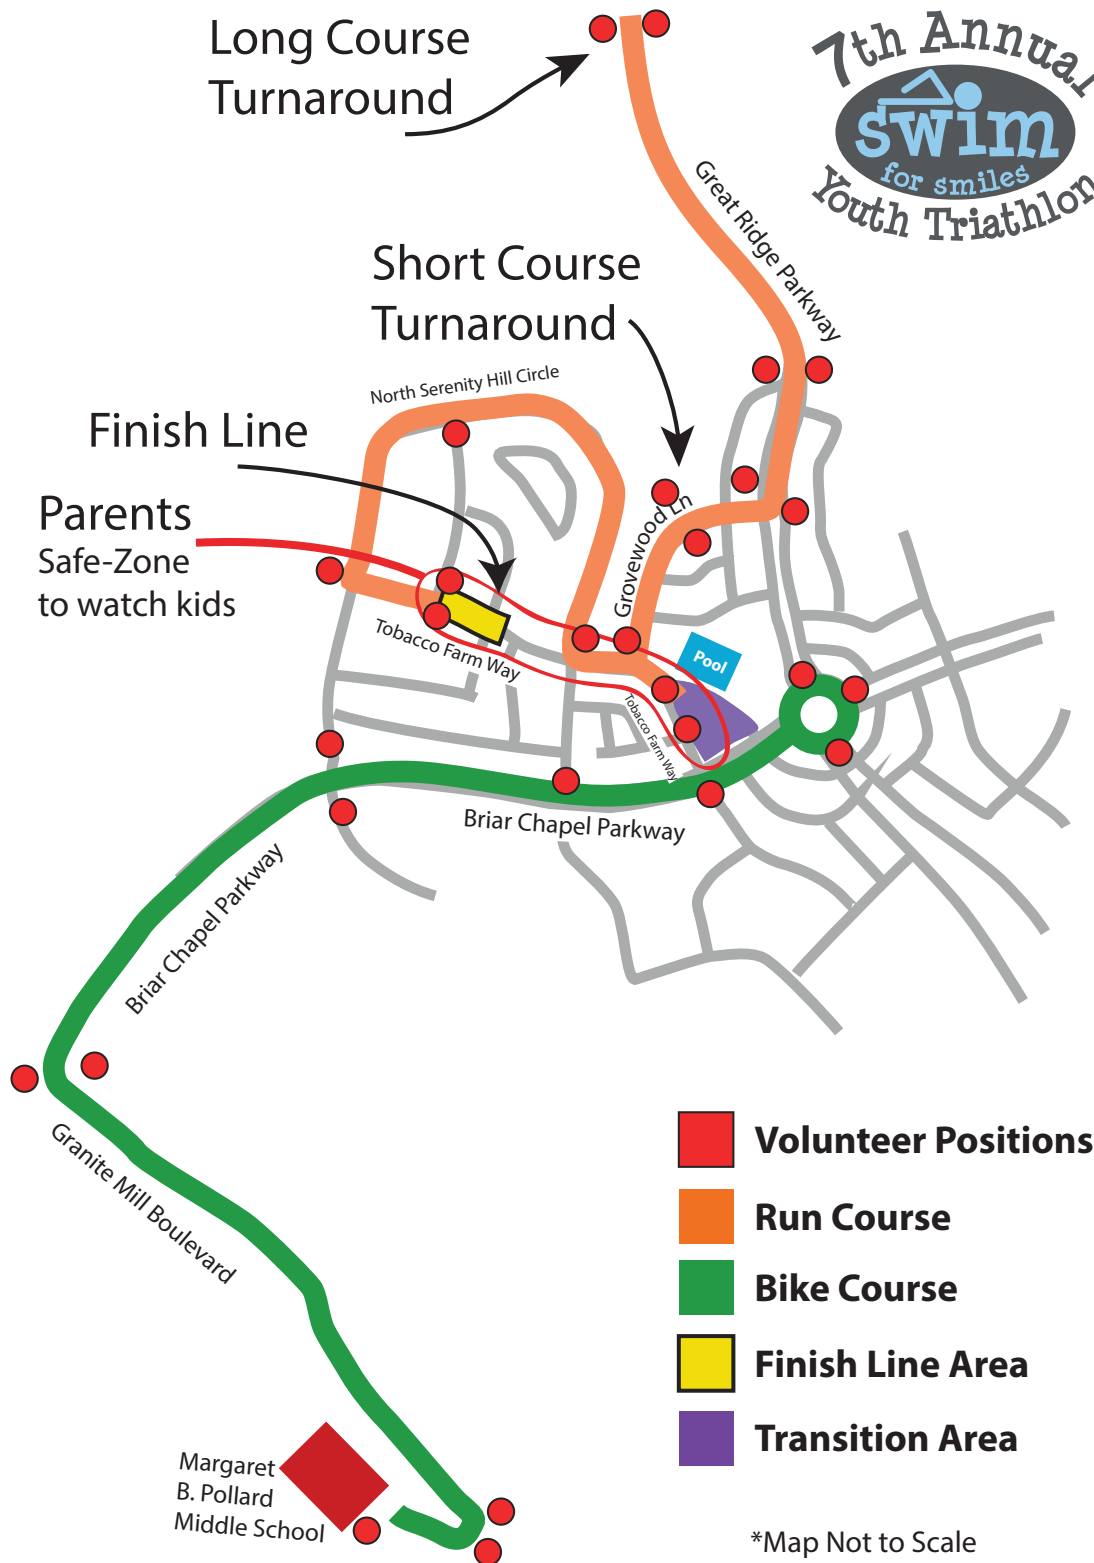 Long Course
Turnaround
7th Annual
swim
for smiles
Youth Triathlon
Great Ridge Parkway
Short Course
Turnaround
North Serenity Hill Circle
Finish Line
Parents
Safe-Zone
to watch kids
Grovewood Ln
Tobacco Farm Way
Pool
Tobacco Farm Way
Briar Chapel Parkway
Briar Chapel Parkway
Granite Mill Boulevard
Volunteer Positions
Run Course
Bike Course
Finish Line Area
Transition Area
Margaret
B. Pollard
Middle School
*Map Not to Scale